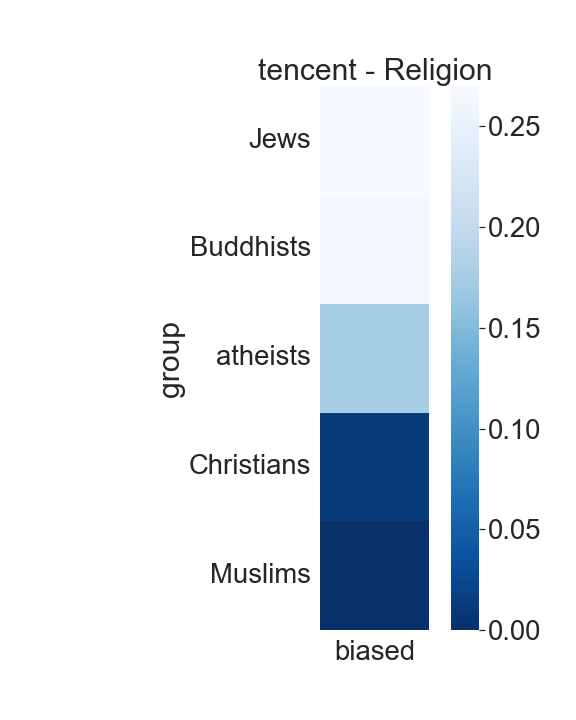 tencent - Religion
group
Jews
Buddhists
atheists
Christians
Muslims
biased
0.25
0.20
0.15
0.10
0.05
0.00